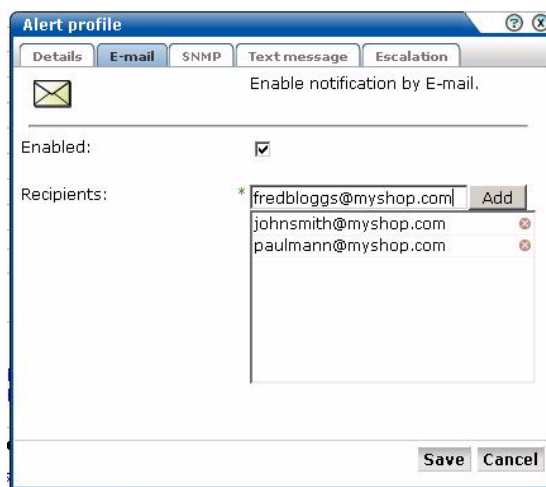 Alert profile
Details E-mail SNMP Text message Escalation
Enable notification by E-mail.
Enabled:
Recipients: * fredbloggs@myshop.com Add
johnsmith@myshop.com
paulmann@myshop.com
Save Cancel